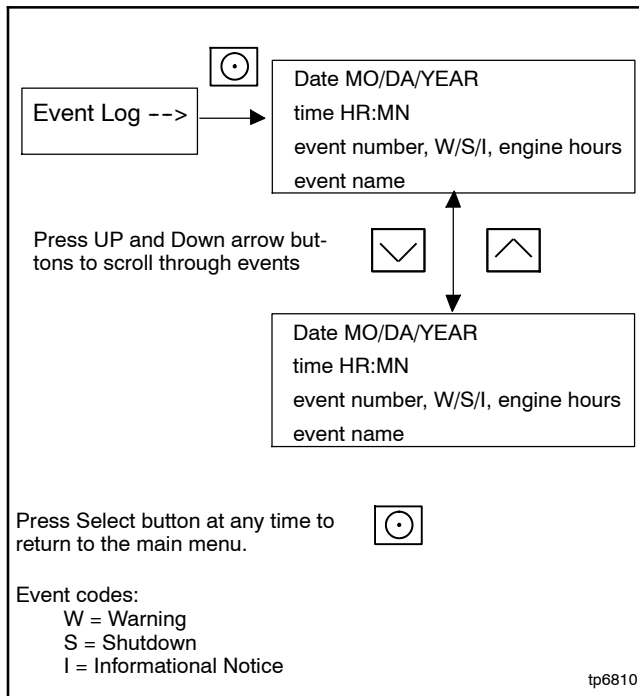 Event Log -->
Date MO/DA/YEAR
time HR:MN
event number, W/S/I, engine hours
event name
Press UP and Down arrow but-
tons to scroll through events
Date MO/DA/YEAR
time HR:MN
event number, W/S/I, engine hours
event name
Press Select button at any time to
return to the main menu.
Event codes:
W = Warning
S = Shutdown
I = Informational Notice
tp6810